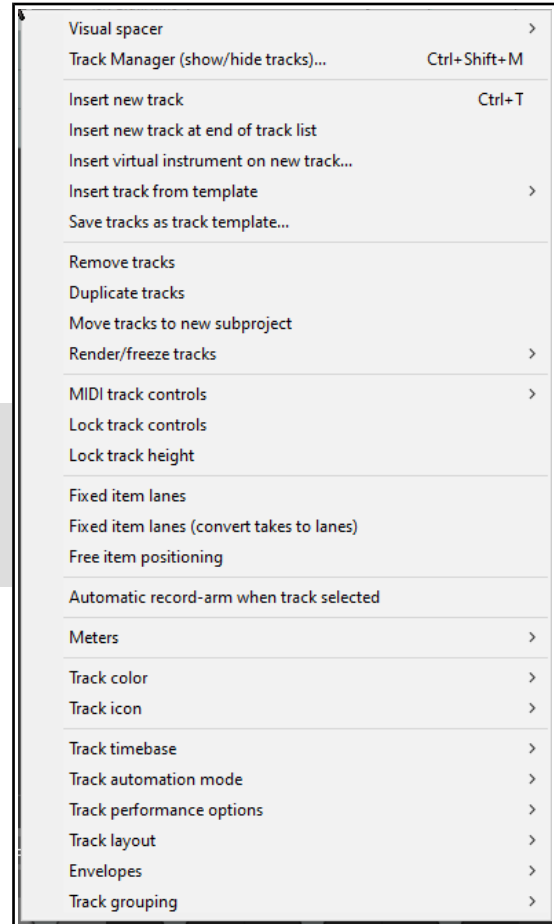 Visual spacer >
Track Manager (show/hide tracks)... Ctrl+Shift+M
Insert new track Ctrl+T
Insert new track at end of track list
Insert virtual instrument on new track...
Insert track from template >
Save tracks as track template...
Remove tracks
Duplicate tracks
Move tracks to new subproject
Render/freeze tracks >
MIDI track controls >
Lock track controls
Lock track height
Fixed item lanes
Fixed item lanes (convert takes to lanes)
Free item positioning
Automatic record-arm when track selected
Meters >
Track color >
Track icon >
Track timebase >
Track automation mode >
Track performance options >
Track layout >
Envelopes >
Track grouping >